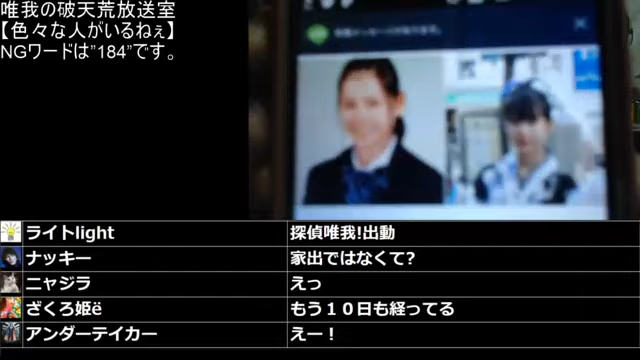 唯我の破天荒放送室
【色々な人がいるねぇ】
NGワードは”184”です。
ライトlight 探偵唯我!出動
ナッキー 家出ではなくて?
ニャジラ えっ
ざくろ姫ë もう１０日も経ってる
アンダーテイカー えー！